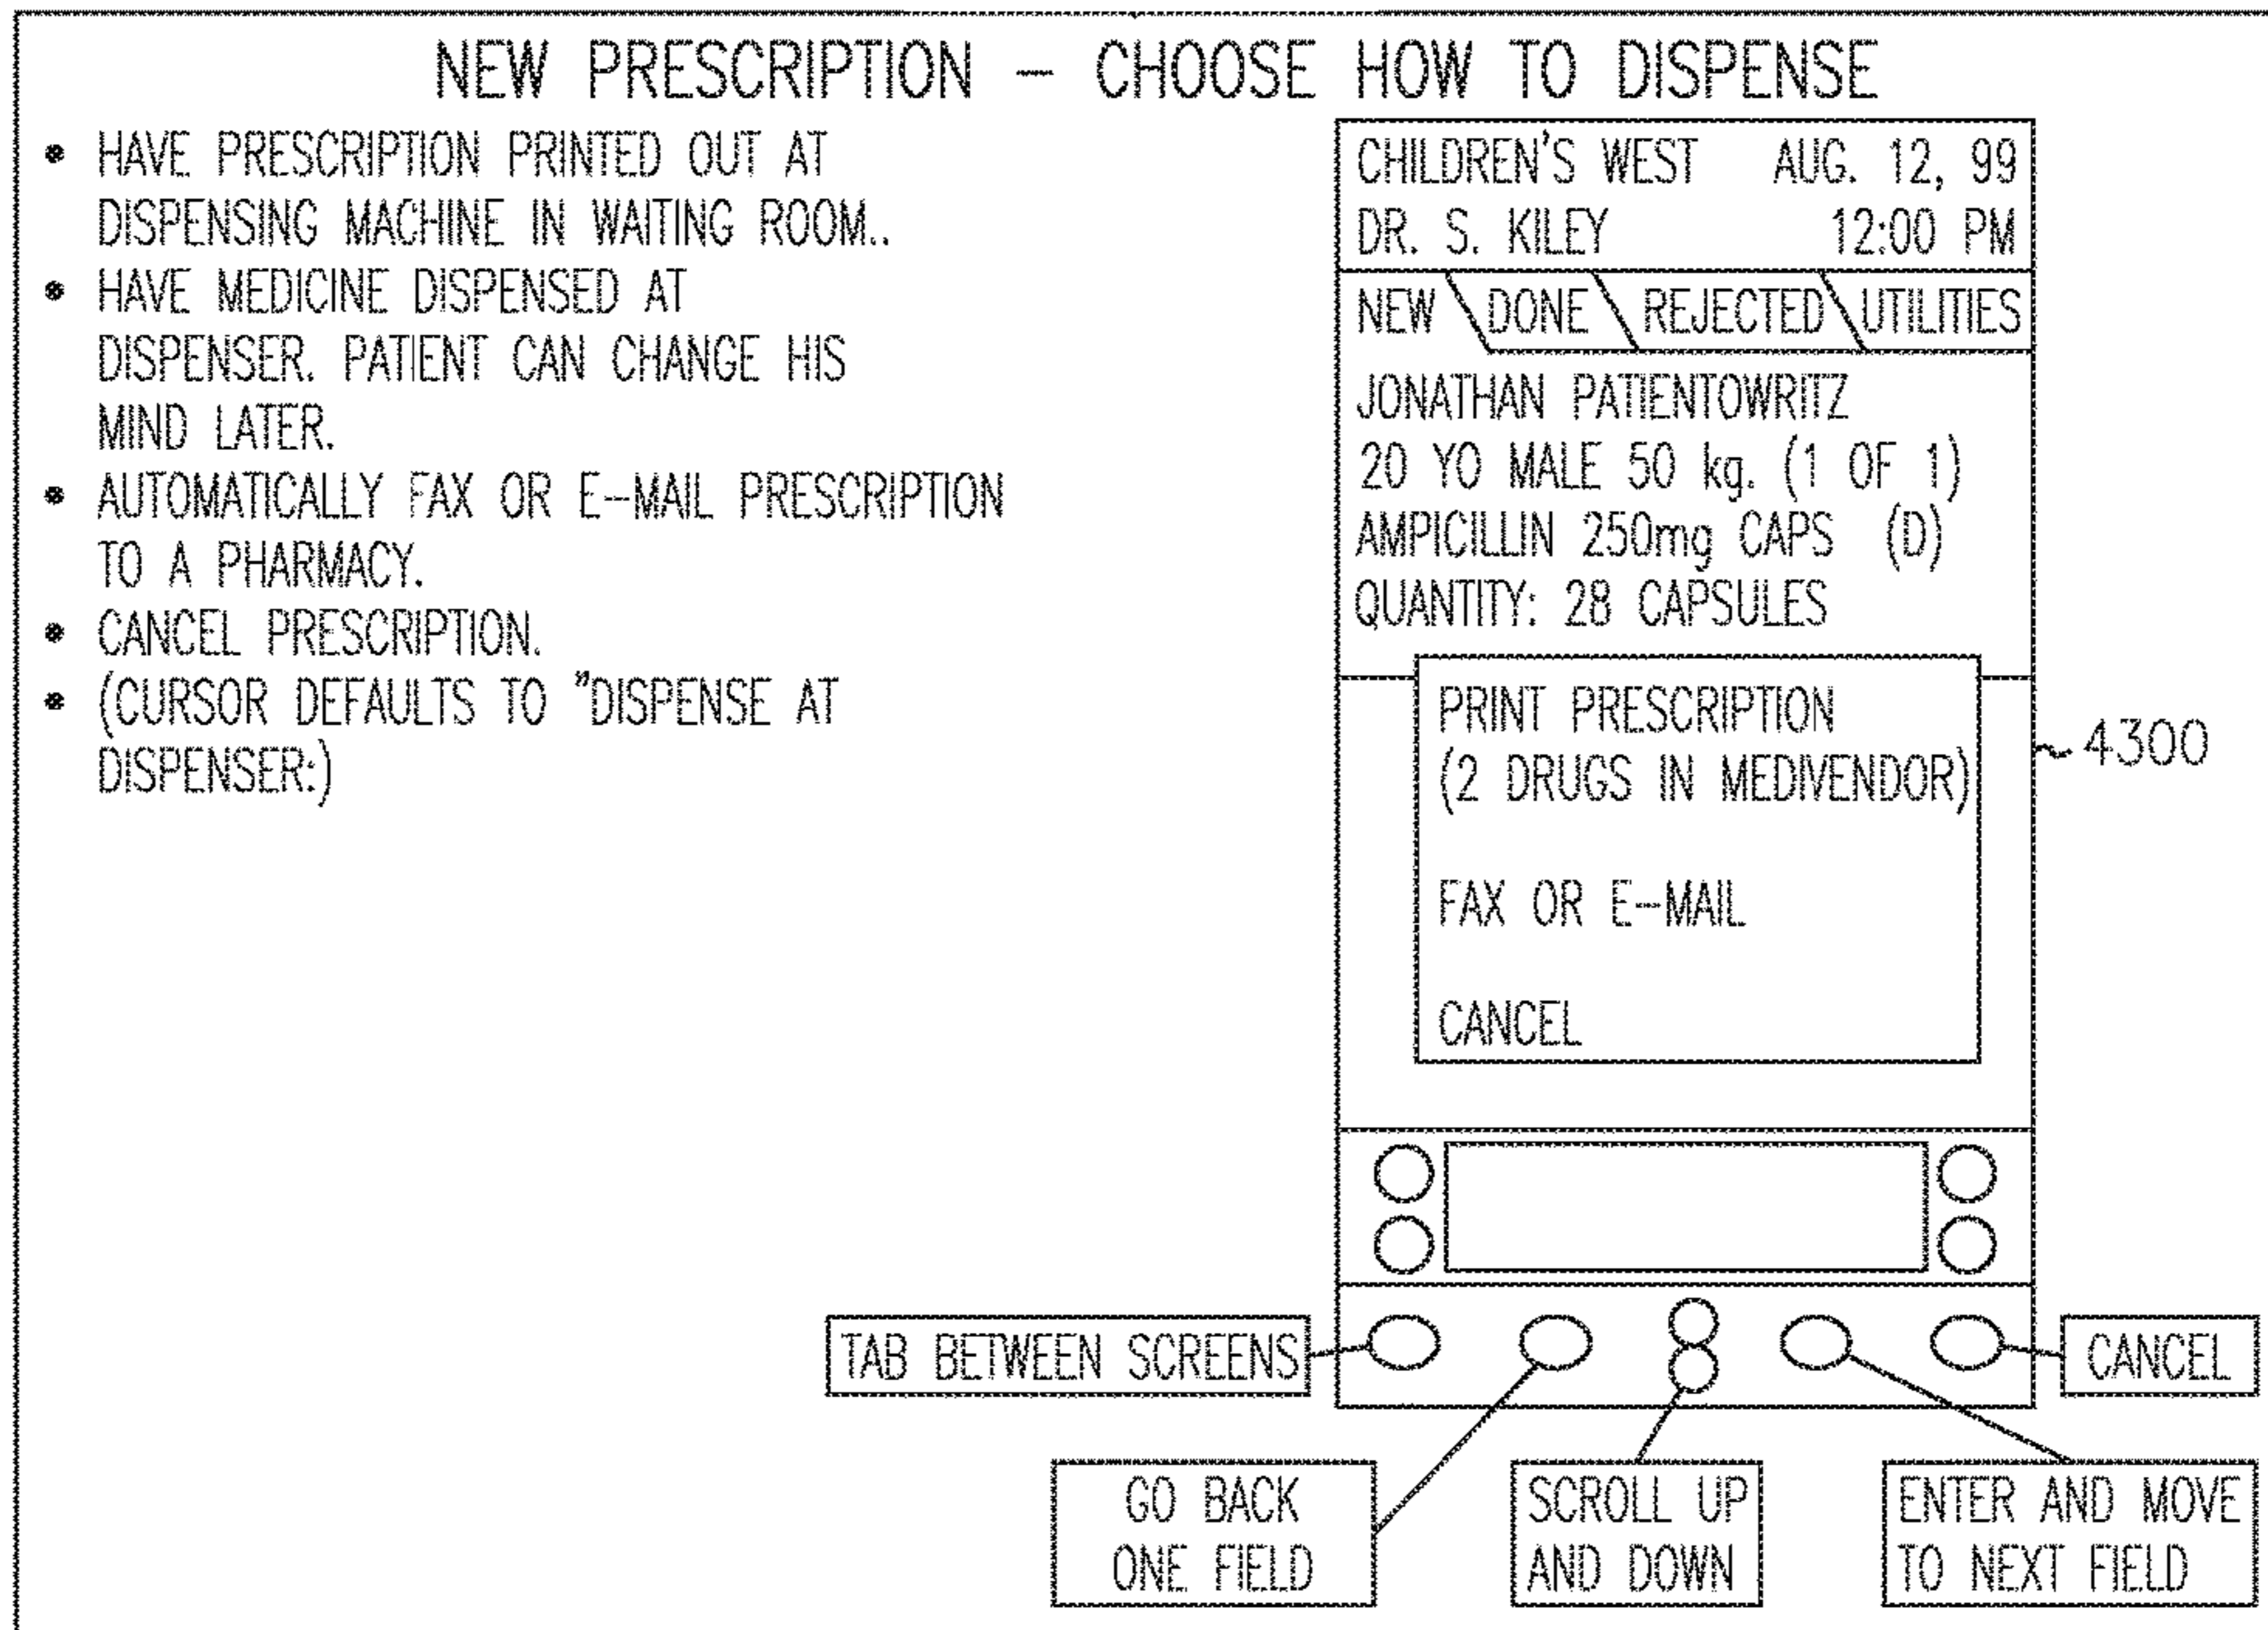 NEW PRESCRIPTION – CHOOSE HOW TO DISPENSE
• HAVE PRESCRIPTION PRINTED OUT AT
DISPENSING MACHINE IN WAITING ROOM..
• HAVE MEDICINE DISPENSED AT
DISPENSER. PATIENT CAN CHANGE HIS
MIND LATER.
• AUTOMATICALLY FAX OR E–MAIL PRESCRIPTION
TO A PHARMACY.
• CANCEL PRESCRIPTION.
• (CURSOR DEFAULTS TO "DISPENSE AT
DISPENSER:)
CHILDREN'S WEST AUG. 12, 99
DR. S. KILEY 12:00 PM
NEW DONE REJECTED UTILITIES
JONATHAN PATIENTOWRITZ
20 YO MALE 50 kg. (1 OF 1)
AMPICILLIN 250mg CAPS (D)
QUANTITY: 28 CAPSULES
PRINT PRESCRIPTION
(2 DRUGS IN MEDIVENDOR)
FAX OR E–MAIL
CANCEL
4300
TAB BETWEEN SCREENS
CANCEL
GO BACK
ONE FIELD
SCROLL UP
AND DOWN
ENTER AND MOVE
TO NEXT FIELD